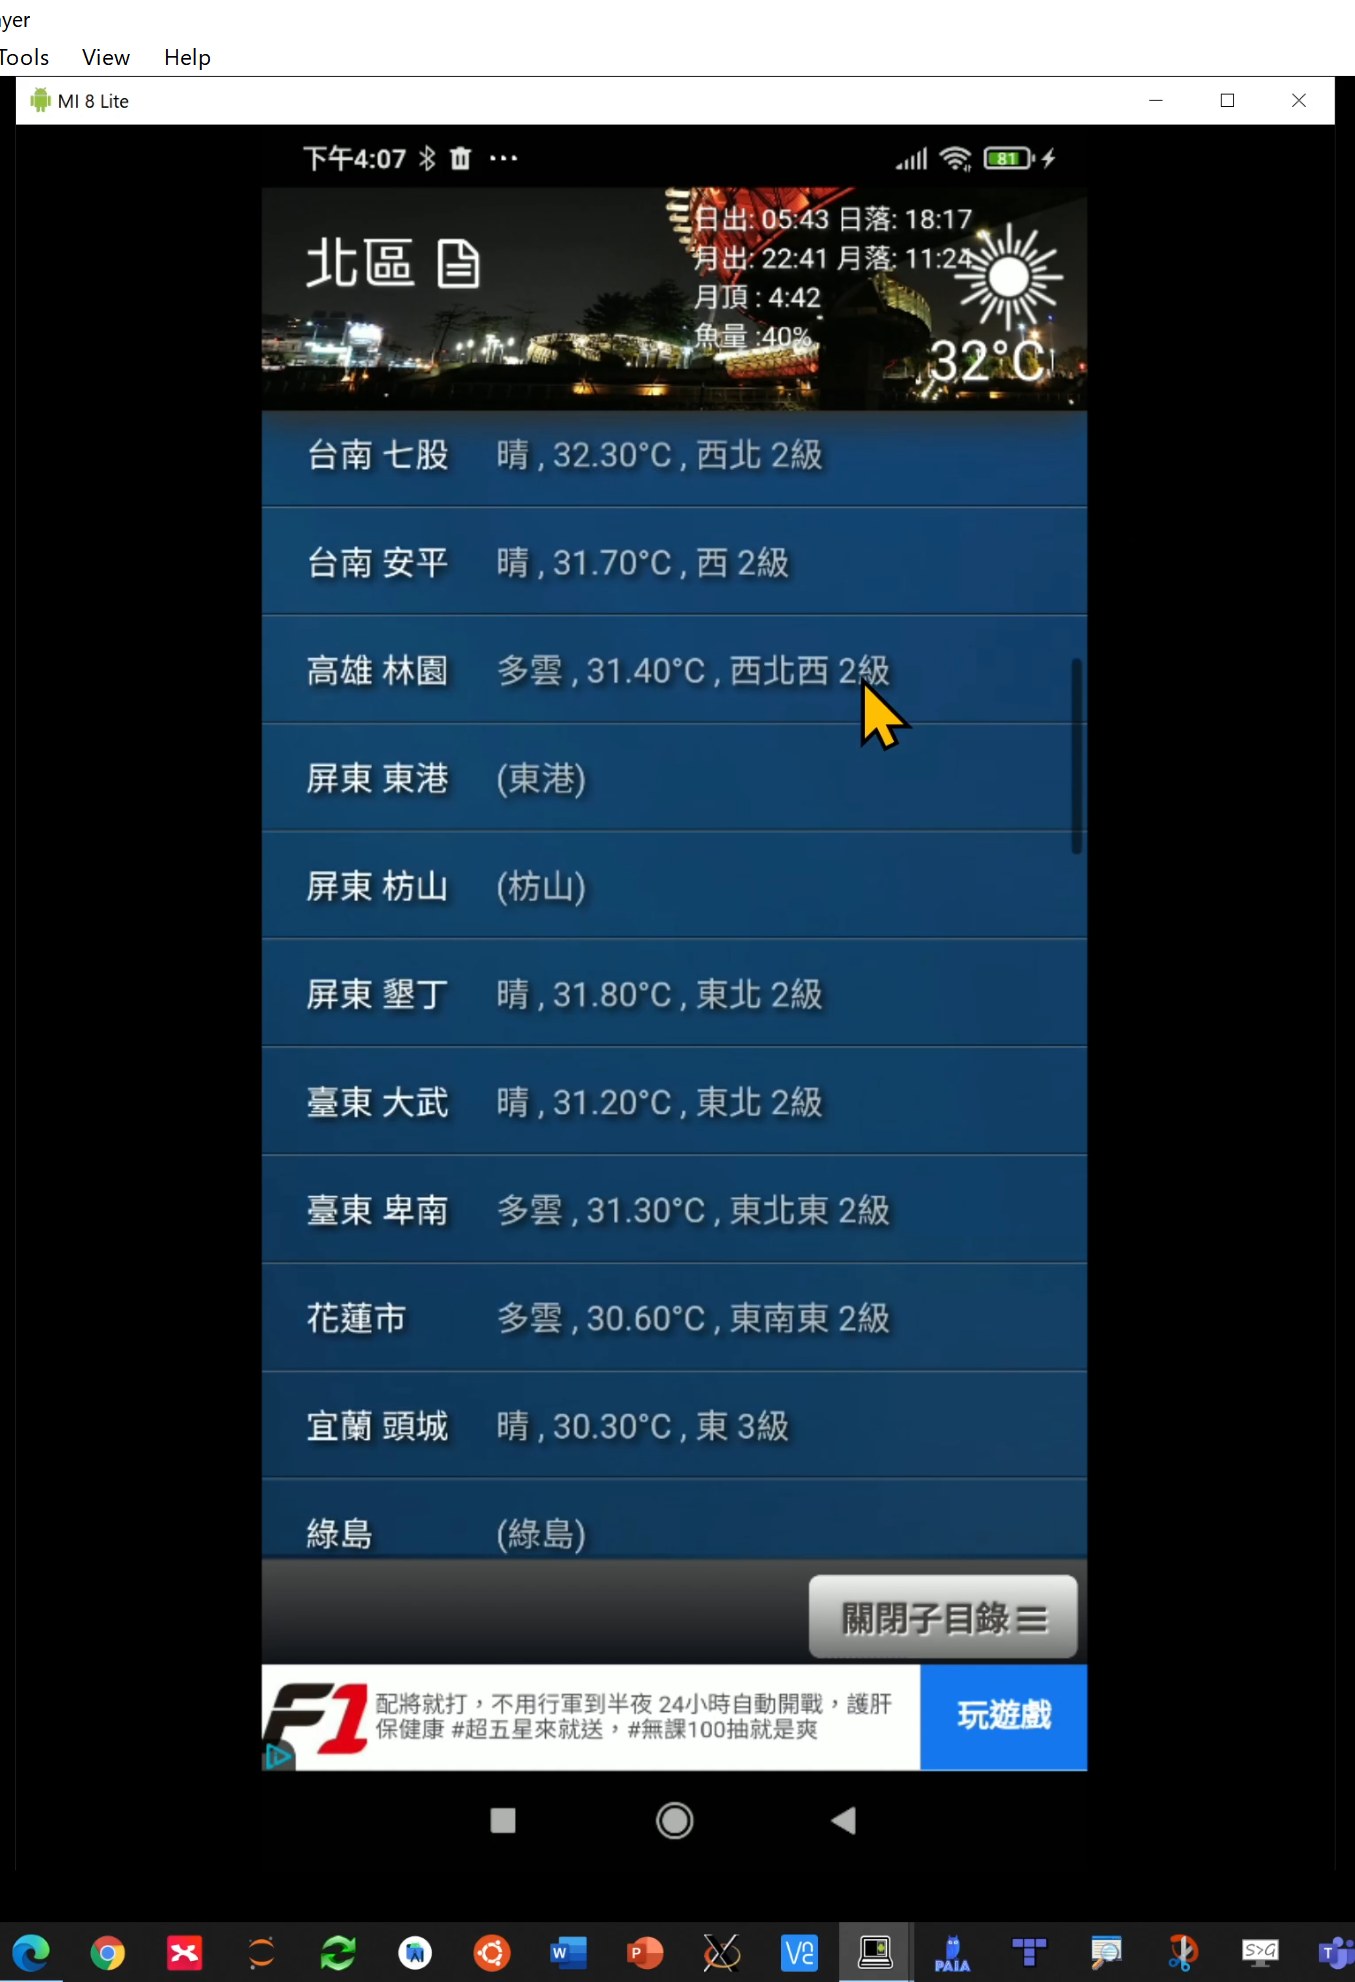 yer
Tools View Help
MI 8 Lite
下午4:07 81
北區
日出: 05:43 日落: 18:17
月出: 22:41 月落: 11:24
月頂 : 4:42
魚量 :40%
32°C
台南 七股 晴 , 32.30°C , 西北 2級
台南 安平 晴 , 31.70°C , 西 2級
高雄 林園 多雲 , 31.40°C , 西北西 2級
屏東 東港 (東港)
屏東 枋山 (枋山)
屏東 墾丁 晴 , 31.80°C , 東北 2級
臺東 大武 晴 , 31.20°C , 東北 2級
臺東 卑南 多雲 , 31.30°C , 東北東 2級
花蓮市 多雲 , 30.60°C , 東南東 2級
宜蘭 頭城 晴 , 30.30°C , 東 3級
綠島 (綠島)
關閉子目錄
F1
配將就打，不用行軍到半夜 24小時自動開戰，護肝
保健康 #超五星來就送，#無課100抽就是爽
玩遊戲
AI W P V2 PAIA T S>G T